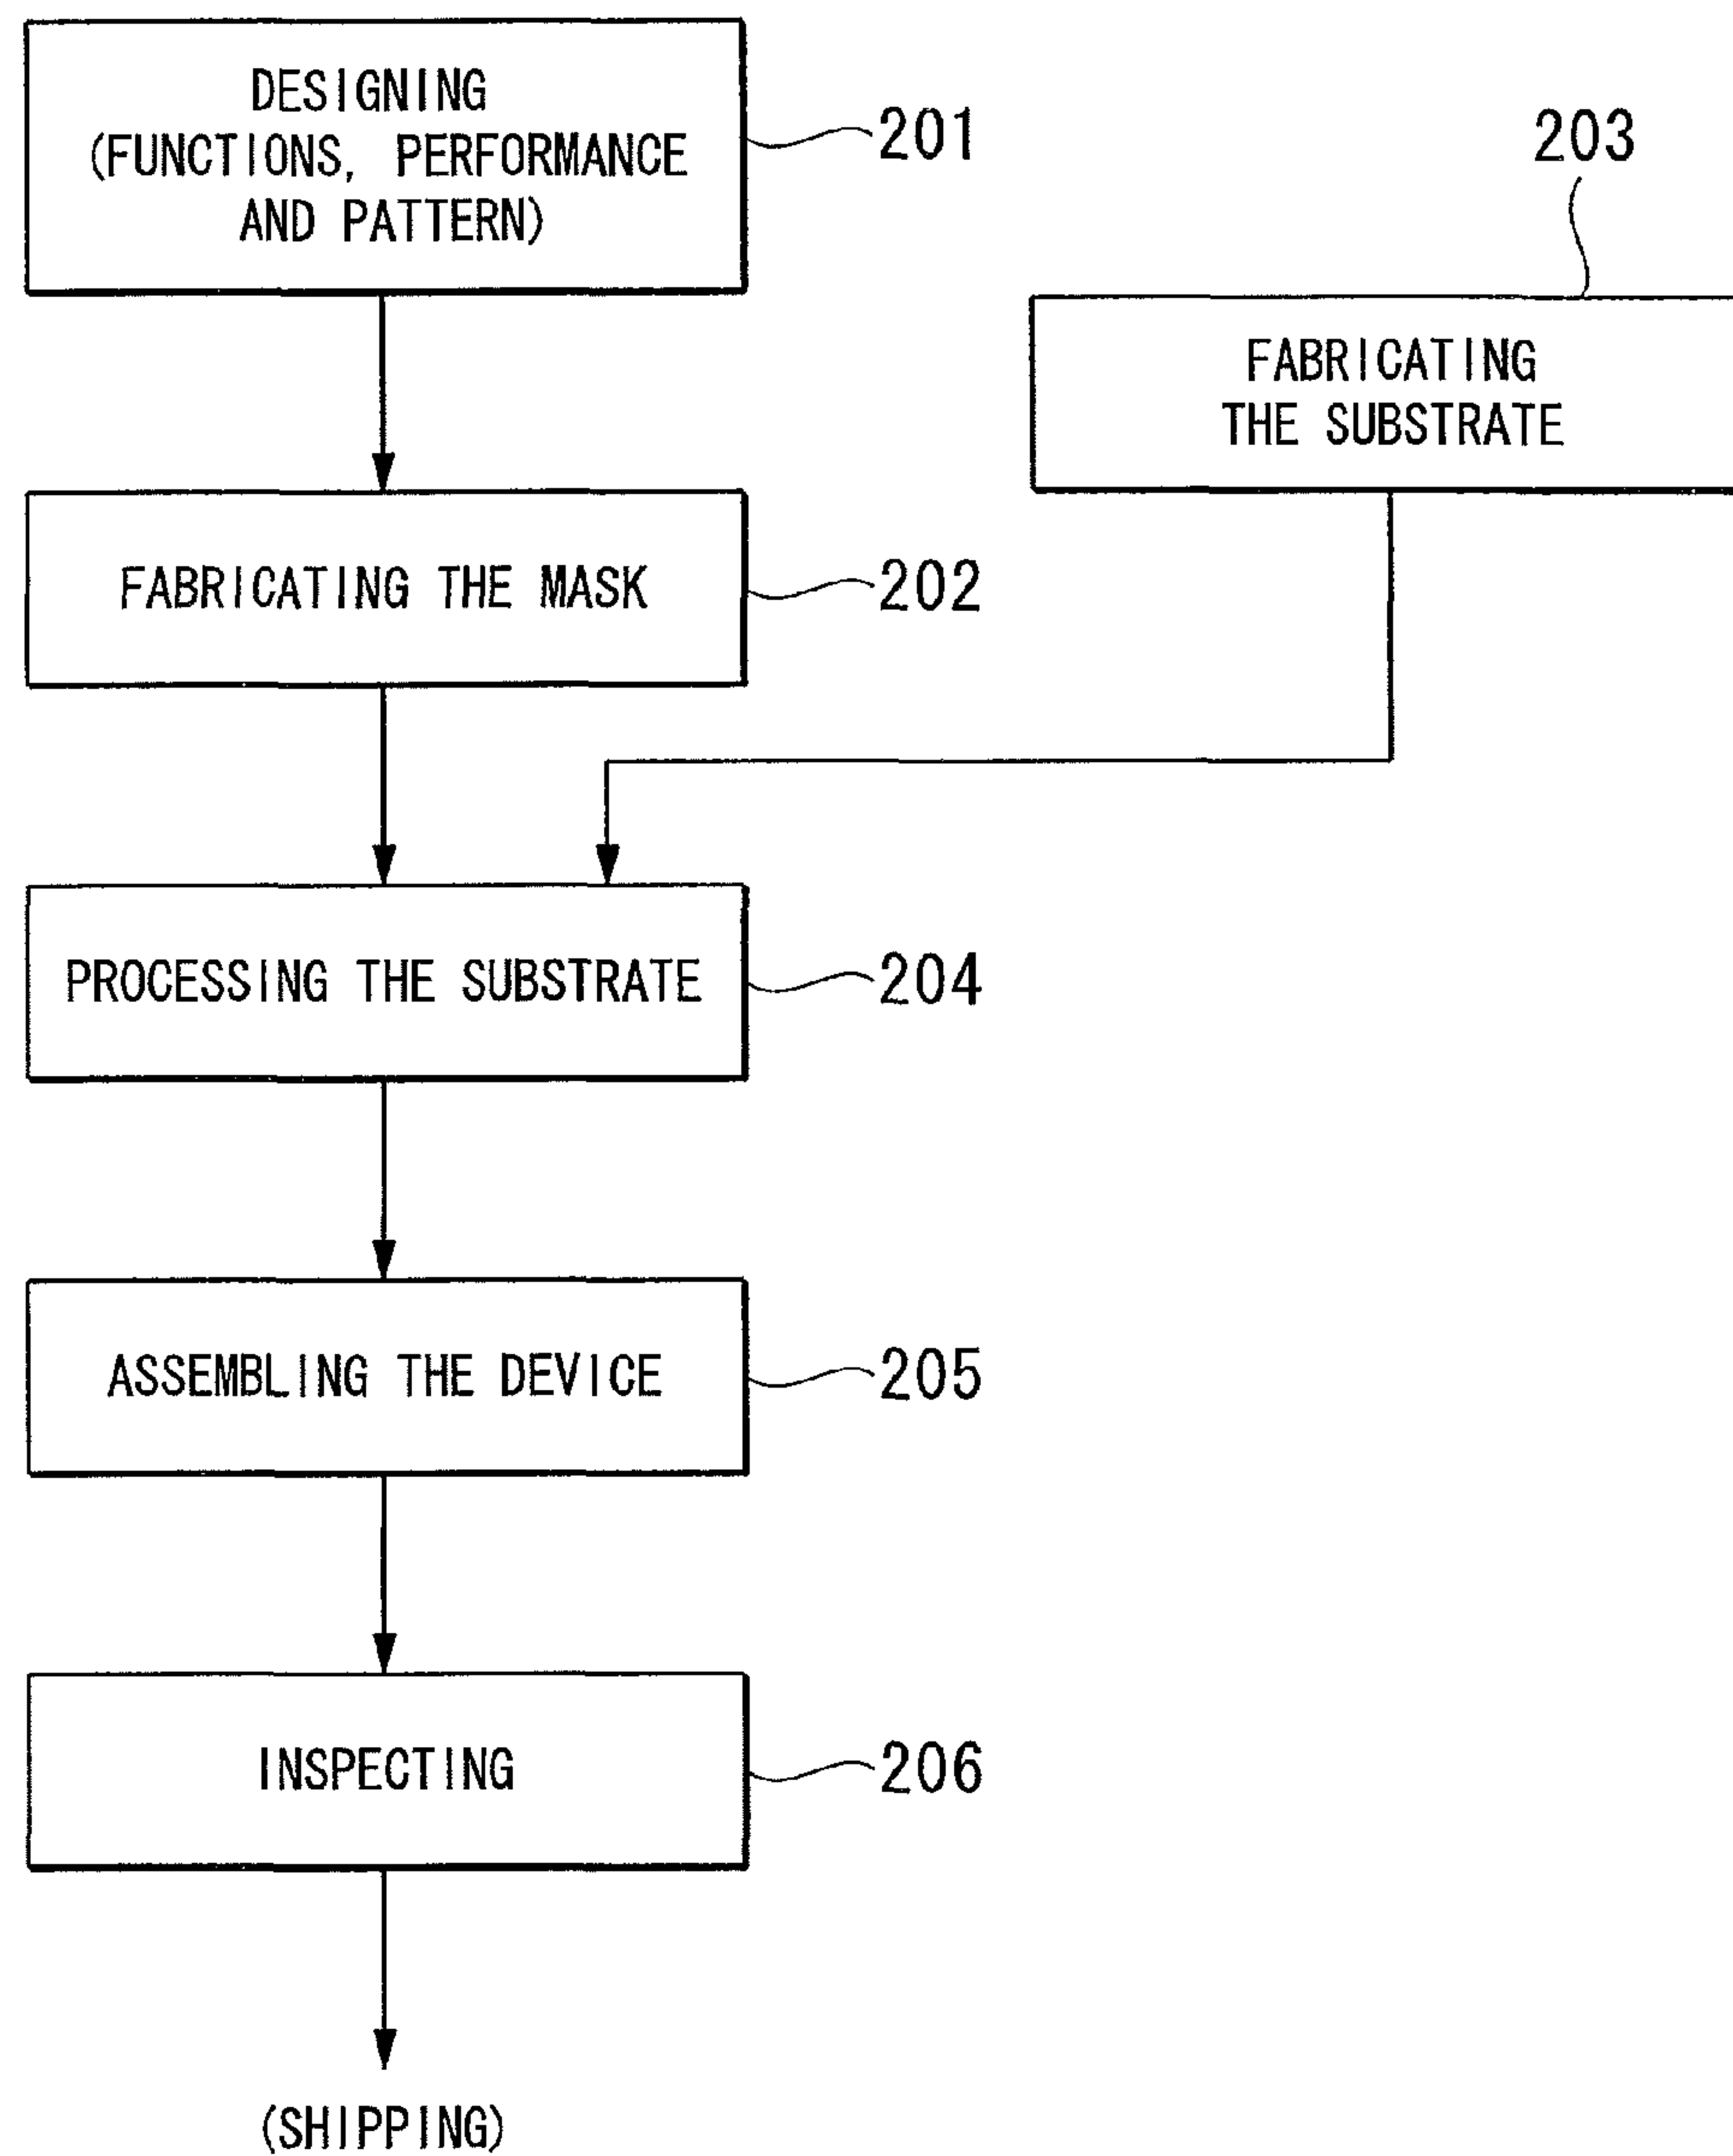 DESIGNING
(FUNCTIONS, PERFORMANCE
AND PATTERN)
201
203
FABRICATING
THE SUBSTRATE
FABRICATING THE MASK
202
PROCESSING THE SUBSTRATE
204
ASSEMBLING THE DEVICE
205
INSPECTING
206
(SHIPPING)